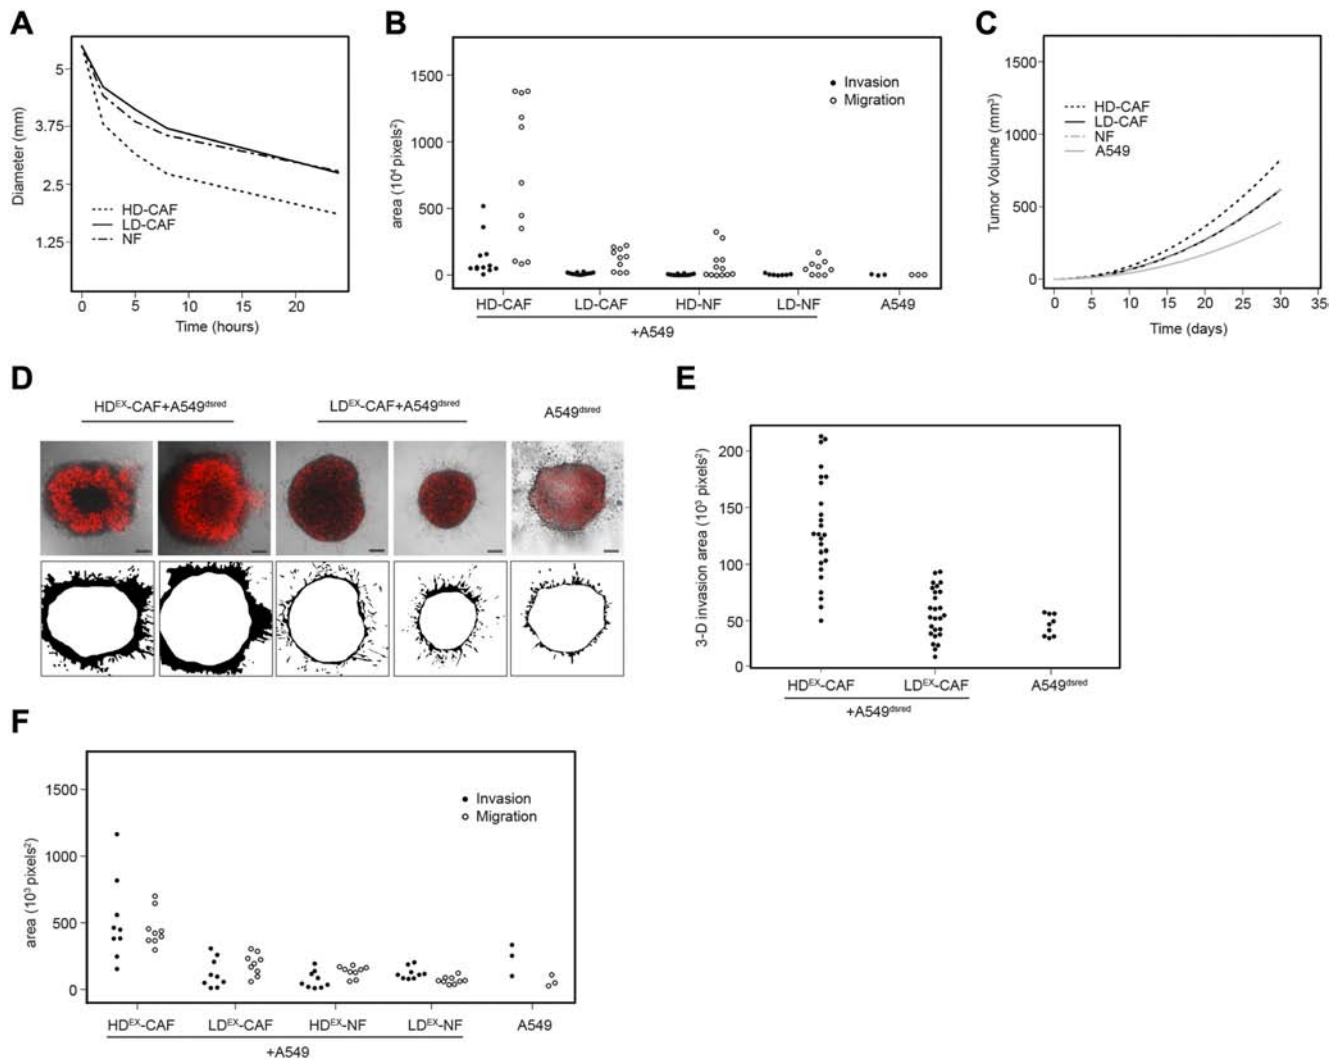 A
Diameter (mm)
5
3.75
2.5
1.25
HD-CAF
LD-CAF
NF
0
5
10
15
20
Time (hours)
B
area (10⁴ pixels²)
1500
1000
500
0
Invasion
Migration
HD-CAF
LD-CAF
HD-NF
LD-NF
A549
+A549
C
Tumor Volume (mm³)
1500
1000
500
0
HD-CAF
LD-CAF
NF
A549
0
5
10
15
20
25
30
35
Time (days)
D
HDᴱˣ-CAF+A549ᵈˢʳᵉᵈ
LDᴱˣ-CAF+A549ᵈˢʳᵉᵈ
A549ᵈˢʳᵉᵈ
E
3-D invasion area (10³ pixels²)
200
150
100
50
0
HDᴱˣ-CAF
LDᴱˣ-CAF
A549ᵈˢʳᵉᵈ
+A549ᵈˢʳᵉᵈ
F
area (10³ pixels²)
1500
1000
500
0
Invasion
Migration
HDᴱˣ-CAF
LDᴱˣ-CAF
HDᴱˣ-NF
LDᴱˣ-NF
A549
+A549